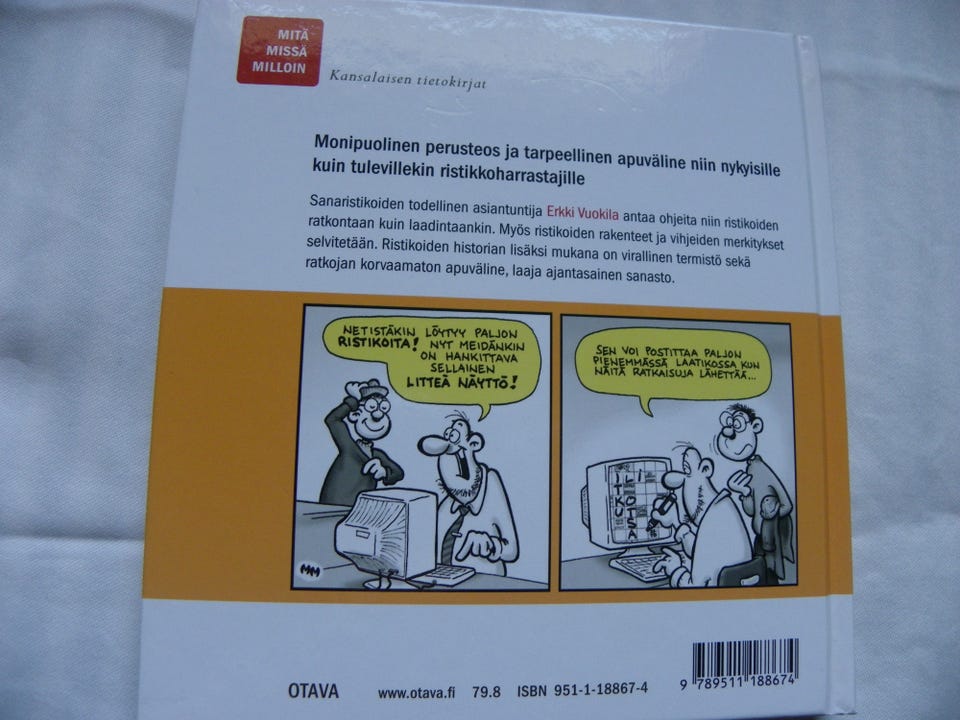 MITÄ
MISSÄ
MILLOIN
Kansalaisen tietokirjat
Monipuolinen perusteos ja tarpeellinen apuväline niin nykyisille
kuin tulevillekin ristikkoharrastajille
Sanaristikoiden todellinen asiantuntija Erkki Vuokila antaa ohjeita niin ristikoiden
ratkontaan kuin laadintaankin. Myös ristikoiden rakenteet ja vihjeiden merkitykset
selvitetään. Ristikoiden historian lisäksi mukana on virallinen termistö sekä
ratkojan korvaamaton apuväline, laaja ajantasainen sanasto.
NETISTÄKIN LÖYTYY PALJON
RISTIKOITA! NYT MEIDÄNKIN
ON HANKITTAVA
SELLAINEN
LITTEÄ NÄYTTÖ!
SEN VOI POSTITTAA PALJON
PIENEMMÄSSÄ LAATIKOSSA KUN
NÄITÄ RATKAISUJA LÄHETTÄÄ...
MM
OTAVA www.otava.fi 79.8 ISBN 951-1-18867-4
9 789511 188674